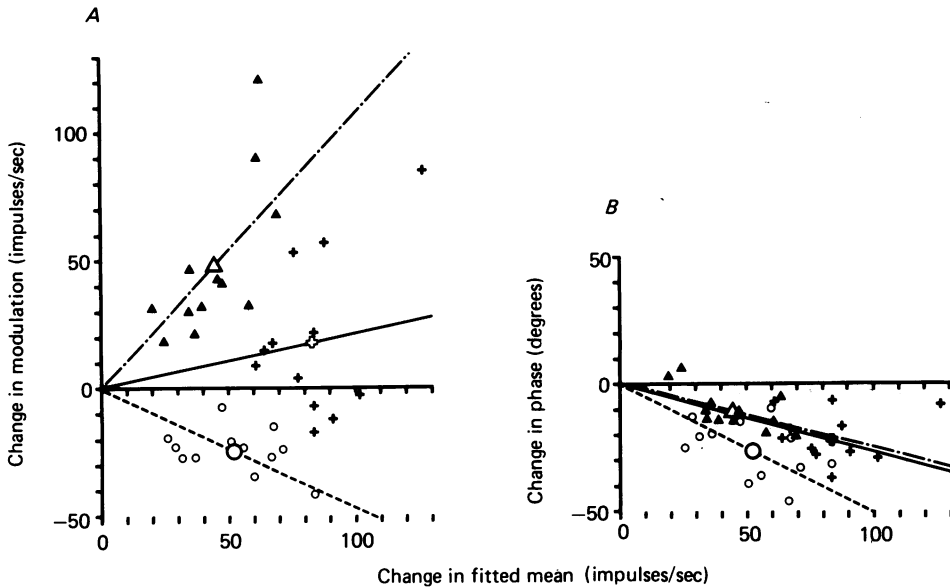 A
Change in modulation (impulses/sec)
100
50
0
−50
0
50
100
B
Change in phase (degrees)
50
0
−50
0
50
100
Change in fitted mean (impulses/sec)